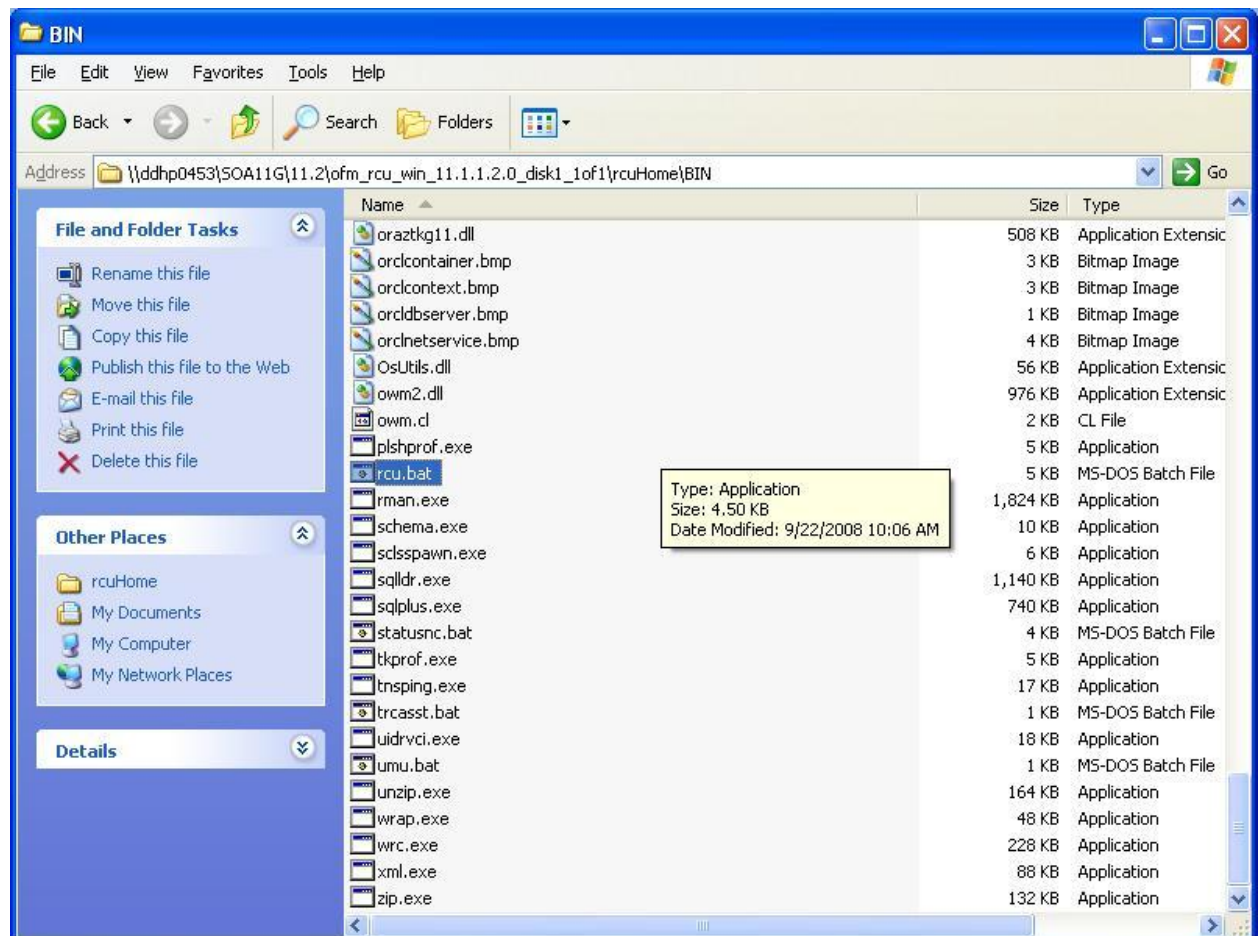 BIN
File Edit View Favorites Tools Help
Back Search Folders
Address \\ddhp0453\SOA11G\11.2\ofm_rcu_win_11.1.1.2.0_disk1_1of1\rcuHome\BIN Go
File and Folder Tasks
Rename this file
Move this file
Copy this file
Publish this file to the Web
E-mail this file
Print this file
Delete this file
Other Places
rcuHome
My Documents
My Computer
My Network Places
Details
Name Size Type
oraztkg11.dll 508 KB Application Extensic
orclcontainer.bmp 3 KB Bitmap Image
orclcontext.bmp 3 KB Bitmap Image
orcldbserver.bmp 1 KB Bitmap Image
orclnetservice.bmp 4 KB Bitmap Image
OsUtils.dll 56 KB Application Extensic
owm2.dll 976 KB Application Extensic
owm.cl 2 KB CL File
plshprof.exe 5 KB Application
rcu.bat 5 KB MS-DOS Batch File
rman.exe 1,824 KB Application
schema.exe 10 KB Application
sclsspawn.exe 6 KB Application
sqlldr.exe 1,140 KB Application
sqlplus.exe 740 KB Application
statusnc.bat 4 KB MS-DOS Batch File
tkprof.exe 5 KB Application
tnsping.exe 17 KB Application
trcasst.bat 1 KB MS-DOS Batch File
uidrvci.exe 18 KB Application
umu.bat 1 KB MS-DOS Batch File
unzip.exe 164 KB Application
wrap.exe 48 KB Application
wrc.exe 228 KB Application
xml.exe 88 KB Application
zip.exe 132 KB Application
Type: Application
Size: 4.50 KB
Date Modified: 9/22/2008 10:06 AM